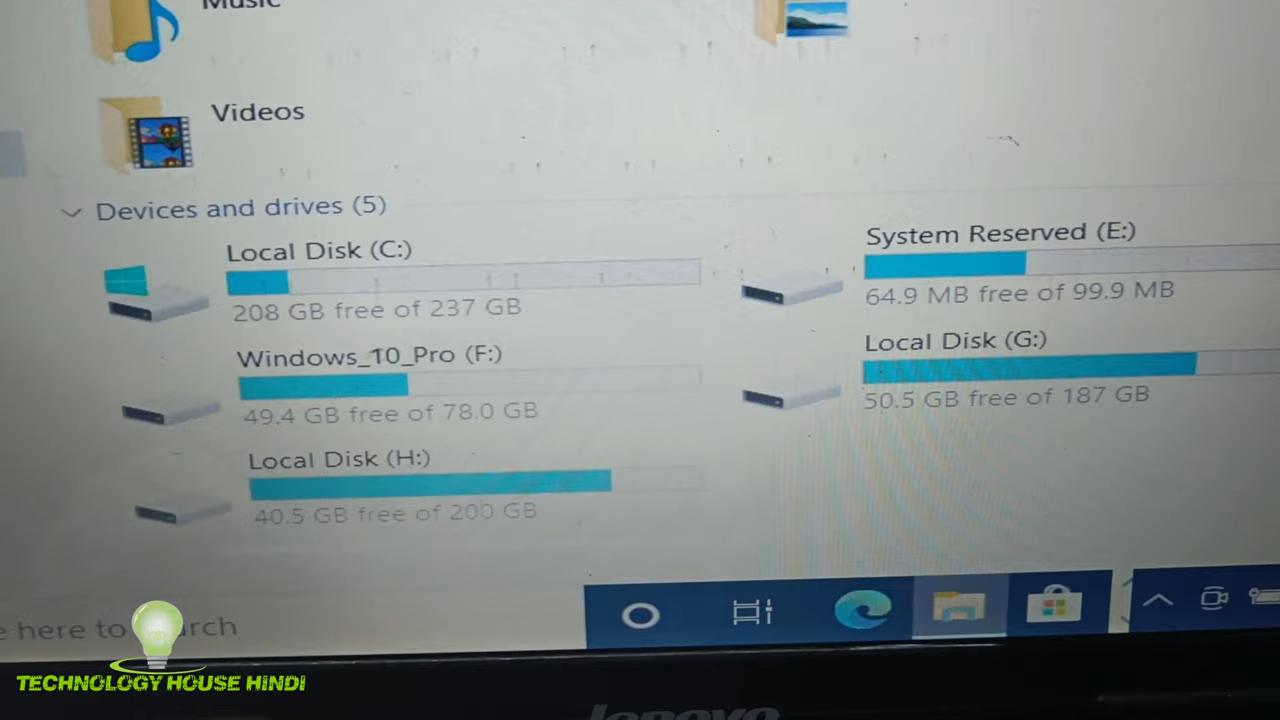 Music
Videos
Devices and drives (5)
Local Disk (C:)
208 GB free of 237 GB
System Reserved (E:)
64.9 MB free of 99.9 MB
Windows_10_Pro (F:)
49.4 GB free of 78.0 GB
Local Disk (G:)
50.5 GB free of 187 GB
Local Disk (H:)
40.5 GB free of 200 GB
here to
TECHNOLOGY HOUSE HINDI
lenovo